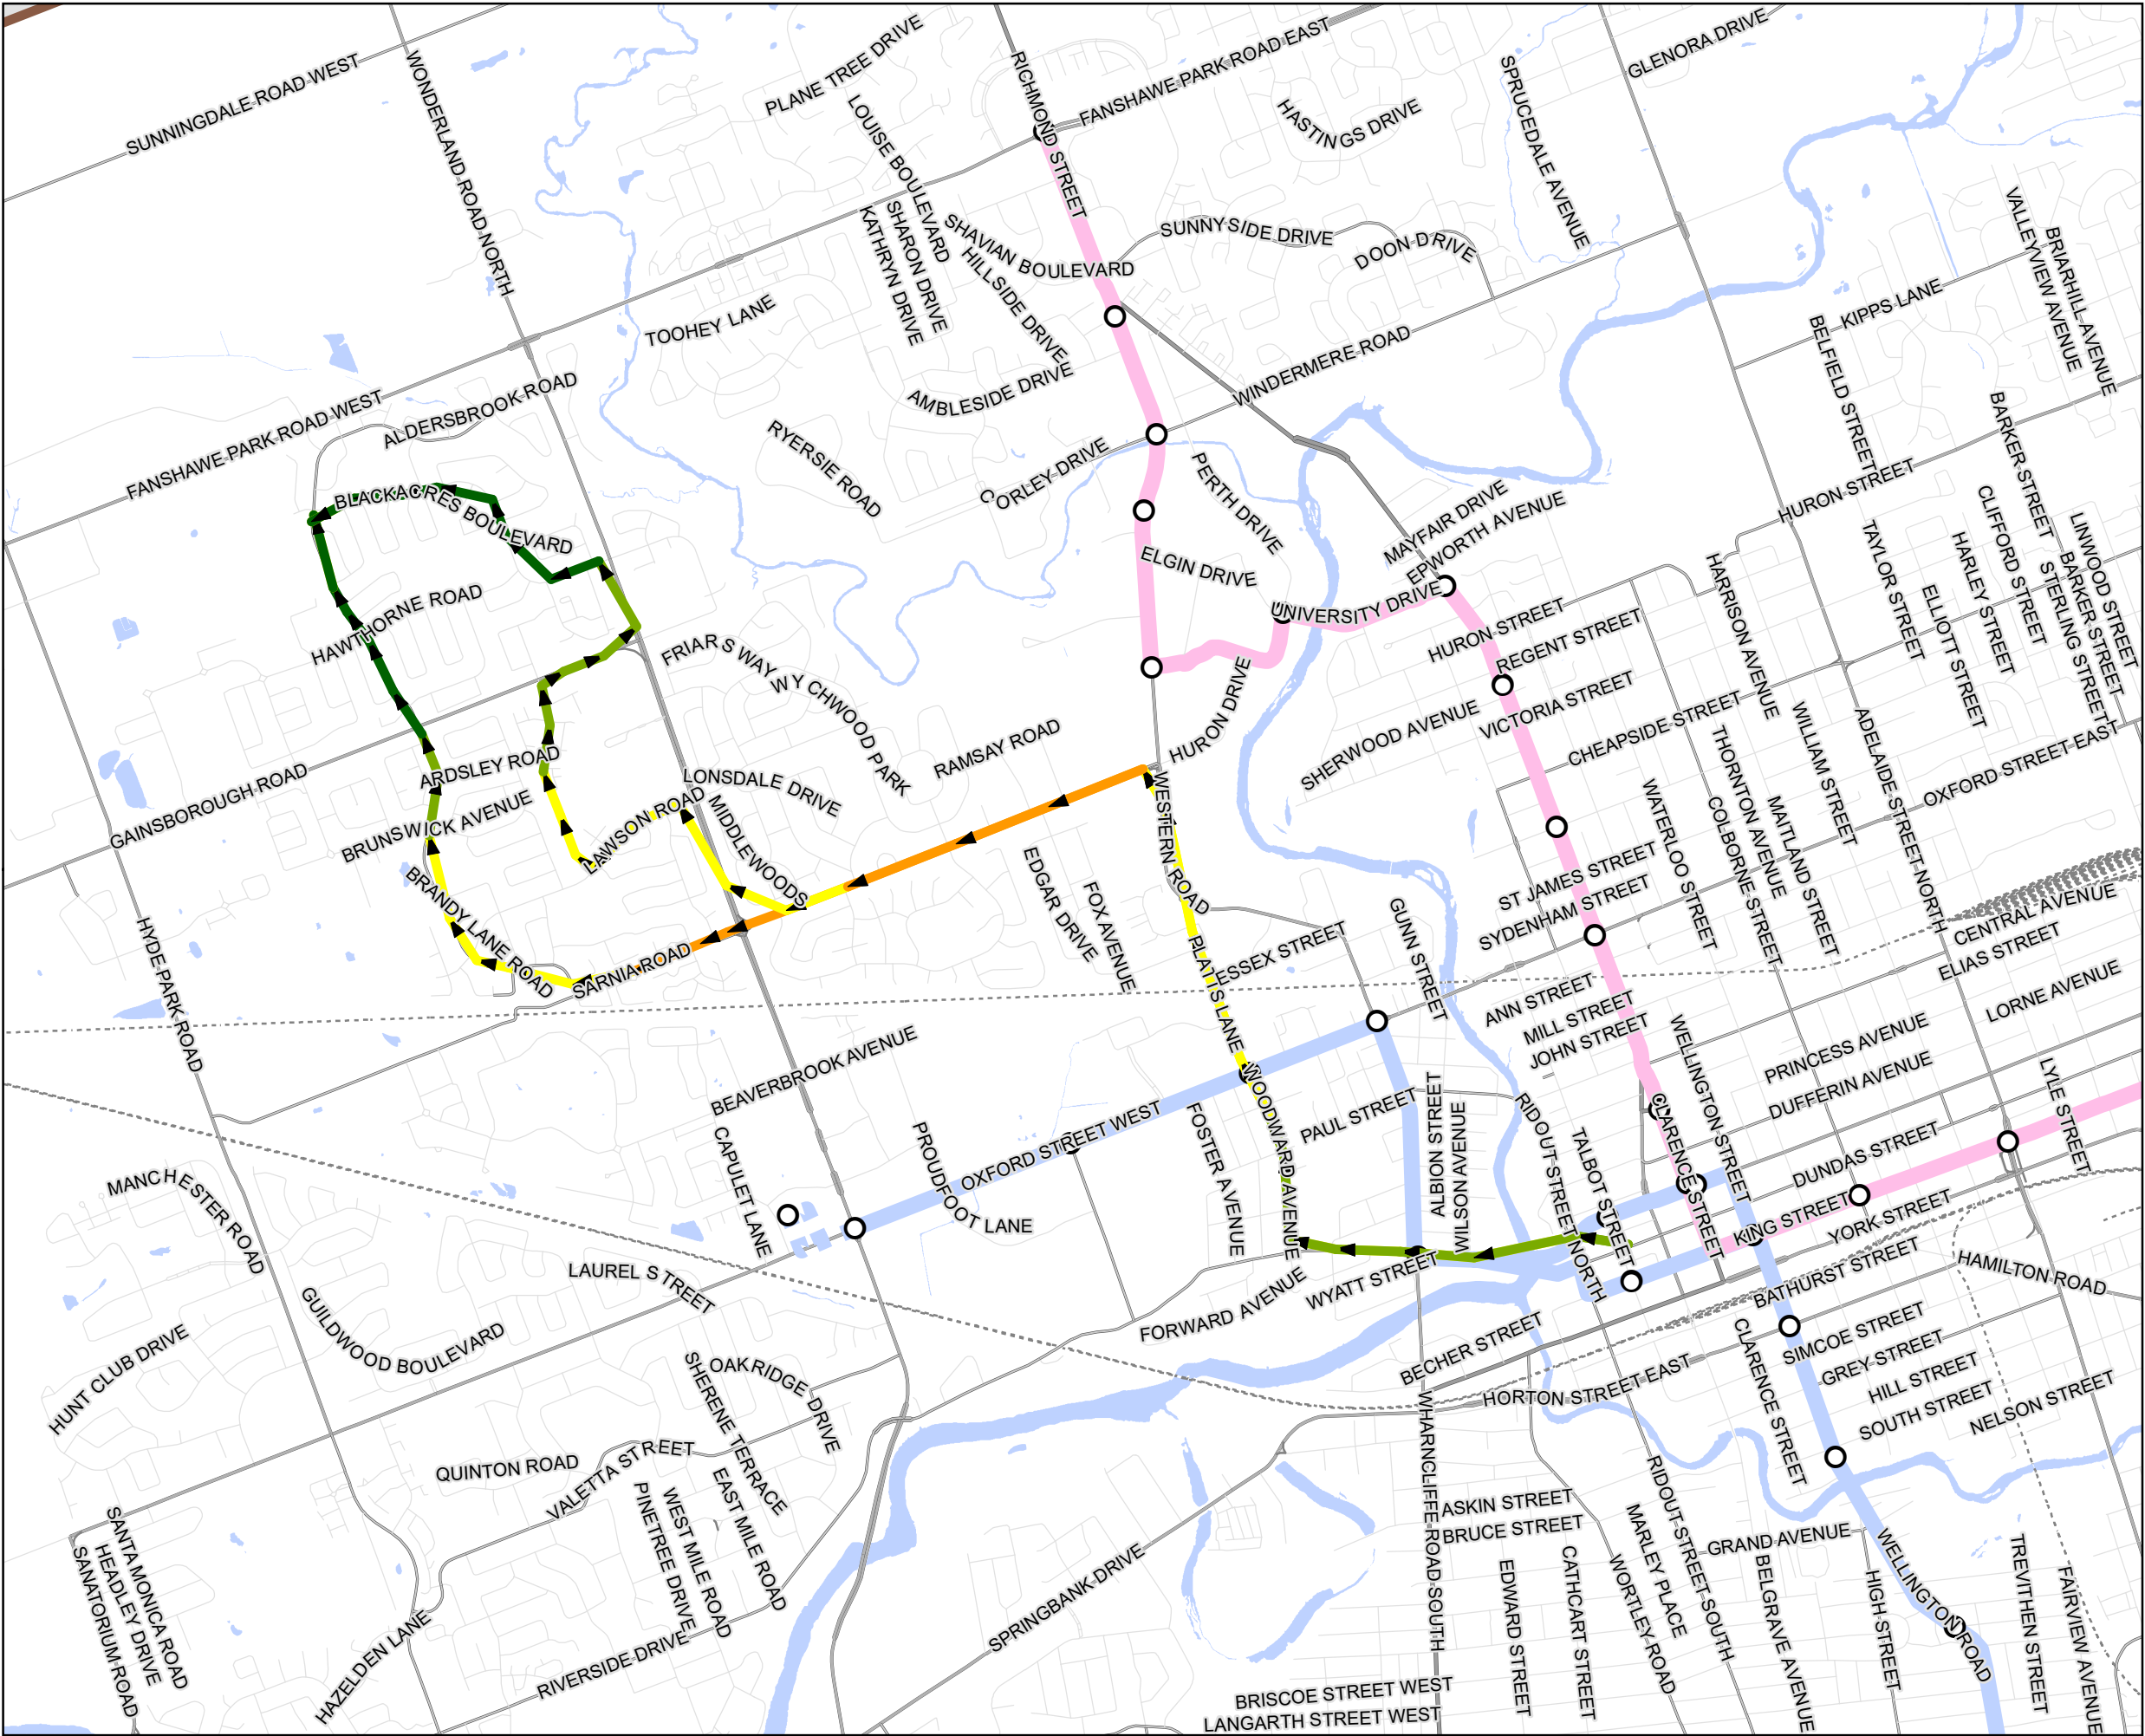 SUNNINGDALE ROAD WEST
WONDERLAND ROAD NORTH
PLANE TREE DRIVE
LOUISE BOULEVARD
RICHMOND STREET
FANSHAWE PARK ROAD EAST
HASTINGS DRIVE
SPRUCEDALE AVENUE
GLENORA DRIVE
KATHRYN DRIVE
SHARON DRIVE
SHAVIAN BOULEVARD
HILLSIDE DRIVE
SUNNYSIDE DRIVE
DOON DRIVE
VALLEYVIEW AVENUE
BRIARHILL AVENUE
KIPPS LANE
TOOHEY LANE
BELFIELD STREET
WINDERMERE ROAD
AMBLESIDE DRIVE
FANSHAWE PARK ROAD WEST
ALDERSBROOK ROAD
RYERSIE ROAD
CORLEY DRIVE
PERTH DRIVE
MAYFAIR DRIVE
EPWORTH AVENUE
HURON STREET
BARKER STREET
CLIFFORD STREET
LINWOOD STREET
BARKER STREET
STERLING STREET
HARLEY STREET
TAYLOR STREET
ELLIOTT STREET
BLACKACRES BOULEVARD
ELGIN DRIVE
UNIVERSITY DRIVE
HARRISON AVENUE
HAWTHORNE ROAD
FRIARS WAY
WYCHWOOD PARK
HURON STREET
REGENT STREET
HURON DRIVE
SHERWOOD AVENUE
VICTORIA STREET
CHEAPSIDE STREET
WILLIAM STREET
ADELAIDE STREET NORTH
OXFORD STREET EAST
RAMSAY ROAD
ARDSLEY ROAD
GAINSBOROUGH ROAD
LONSDALE DRIVE
LAWSON ROAD
MIDDLEWOODS
BRUNSWICK AVENUE
WESTERN ROAD
THORNTON AVENUE
WATERLOO STREET
COLBORNE STREET
MAITLAND STREET
ST JAMES STREET
SYDENHAM STREET
EDGAR DRIVE
FOX AVENUE
BRANDY LANE ROAD
SARNIA ROAD
HYDE PARK ROAD
PLATTS LANE
ESSEX STREET
GUNN STREET
CENTRAL AVENUE
ELIAS STREET
LORNE AVENUE
ANN STREET
MILL STREET
JOHN STREET
WELLINGTON STREET
PRINCESS AVENUE
DUFFERIN AVENUE
LYLE STREET
BEAVERBROOK AVENUE
CAPULET LANE
PROUDFOOT LANE
OXFORD STREET WEST
FOSTER AVENUE
WOODWARD AVENUE
PAUL STREET
ALBION STREET
WILSON AVENUE
RIDOUT STREET NORTH
TALBOT STREET
CLARENCE STREET
DUNDAS STREET
KING STREET
YORK STREET
BATHURST STREET
HAMILTON ROAD
MANCHESTER ROAD
LAUREL STREET
GUILDWOOD BOULEVARD
HUNT CLUB DRIVE
FORWARD AVENUE
WYATT STREET
BECHER STREET
HORTON STREET EAST
CLARENCE STREET
SIMCOE STREET
GREY STREET
HILL STREET
SOUTH STREET
NELSON STREET
SHERENE TERRACE
OAKRIDGE DRIVE
QUINTON ROAD
VALETTA STREET
PINETREE DRIVE
WEST MILE ROAD
EAST MILE ROAD
WHARNCLIFFE ROAD SOUTH
ASKIN STREET
BRUCE STREET
EDWARD STREET
CATHCART STREET
WORTLEY ROAD
MARLEY PLACE
RIDOUT STREET SOUTH
GRAND AVENUE
BELGRAVE AVENUE
HIGH STREET
WELLINGTON ROAD
TREVITHEN STREET
FAIRVIEW AVENUE
SANTA MONICA ROAD
HEADLEY DRIVE
SANATORIUM ROAD
HAZELDEN LANE
RIVERSIDE DRIVE
SPRINGBANK DRIVE
BRISCOE STREET WEST
LANGARTH STREET WEST